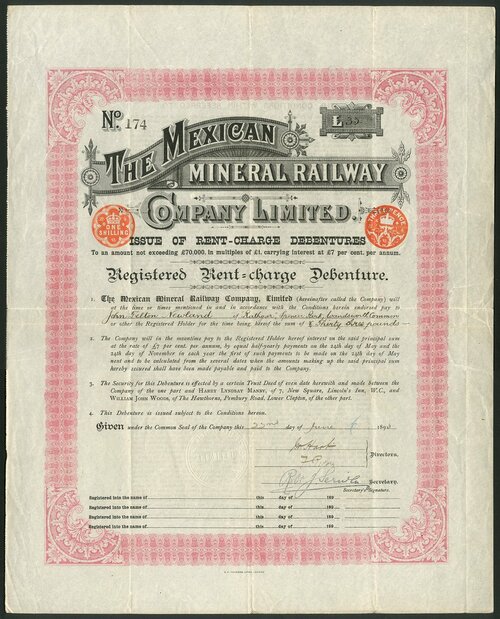 No. 174
£33
THE MEXICAN
MINERAL RAILWAY
COMPANY LIMITED.
ONE SHILLING
THREE PENCE
ISSUE OF RENT-CHARGE DEBENTURES
To an amount not exceeding £70,000, in multiples of £1, carrying interest at £7 per cent. per annum.
Registered Rent-charge Debenture.
1. The Mexican Mineral Railway Company, Limited (hereinafter called the Company) will
at the time or times mentioned in and in accordance with the Conditions endorsed pay to
John Felton Newland of
or other the Registered Holder for the time being, hereof the sum of £ Thirty three pounds
2. The Company will in the meantime pay to the Registered Holder hereof interest on the said principal sum
at the rate of £7 per cent. per annum, by equal half-yearly payments on the 24th day of May and the
24th day of November in each year the first of such payments to be made on the 24th day of May
next and to be calculated from the several dates when the amounts making up the said principal sum
hereby secured shall have been made payable and paid to the Company.
3. The Security for this Debenture is effected by a certain Trust Deed of even date herewith and made between
the Company of the one part and HARRY LYNDSAY MANBY, of 7, New Square, Lincoln's Inn, W.C., and
WILLIAM JOHN WOODS, of The Hawthorns, Pembury Road, Lower Clapton, of the other part.
4. This Debenture is issued subject to the Conditions herein.
Given under the Common Seal of the Company this 22nd day of June 189
Directors.
Secretary.
Secretary's Signature.
Registered into the name of this day of 189
Registered into the name of this day of 189
Registered into the name of this day of 189
Registered into the name of this day of 189